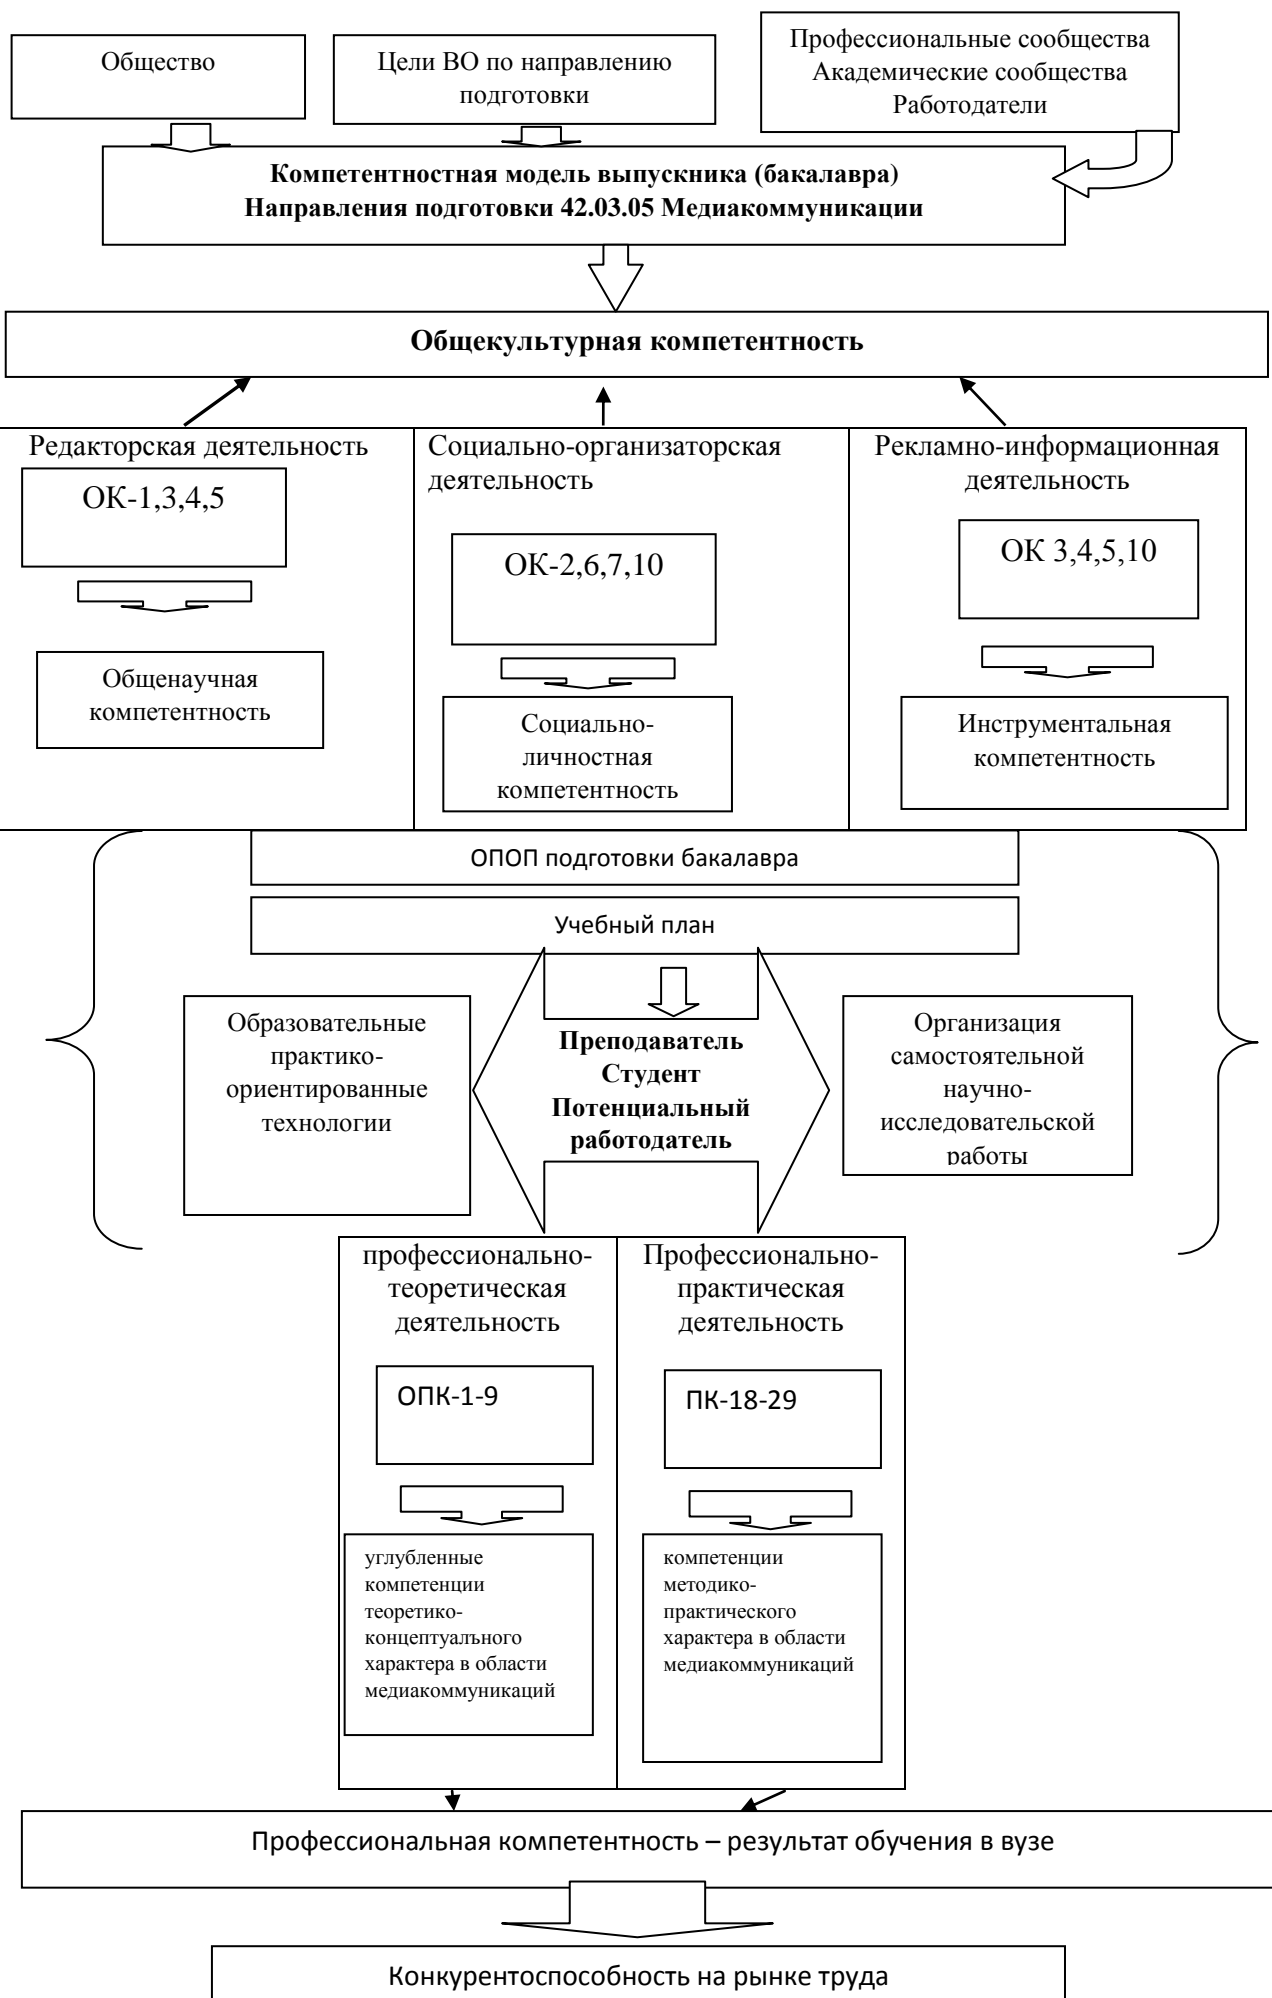 Общество
Цели ВО по направлению
подготовки
Профессиональные сообщества
Академические сообщества
Работодатели
Компетентностная модель выпускника (бакалавра)
Направления подготовки 42.03.05 Медиакоммуникации
Общекультурная компетентность
Редакторская деятельность
ОК-1,3,4,5
Общенаучная
компетентность
Социально-организаторская
деятельность
ОК-2,6,7,10
Социально-
личностная
компетентность
Рекламно-информационная
деятельность
ОК 3,4,5,10
Инструментальная
компетентность
ОПОП подготовки бакалавра
Учебный план
Образовательные
практико-
ориентированные
технологии
Преподаватель
Студент
Потенциальный
работодатель
Организация
самостоятельной
научно-
исследовательской
работы
профессионально-
теоретическая
деятельность
ОПК-1-9
углубленные
компетенции
теоретико-
концептуалъного
характера в области
медиакоммуникаций
Профессионально-
практическая
деятельность
ПК-18-29
компетенции
методико-
практического
характера в области
медиакоммуникаций
Профессиональная компетентность – результат обучения в вузе
Конкурентоспособность на рынке труда